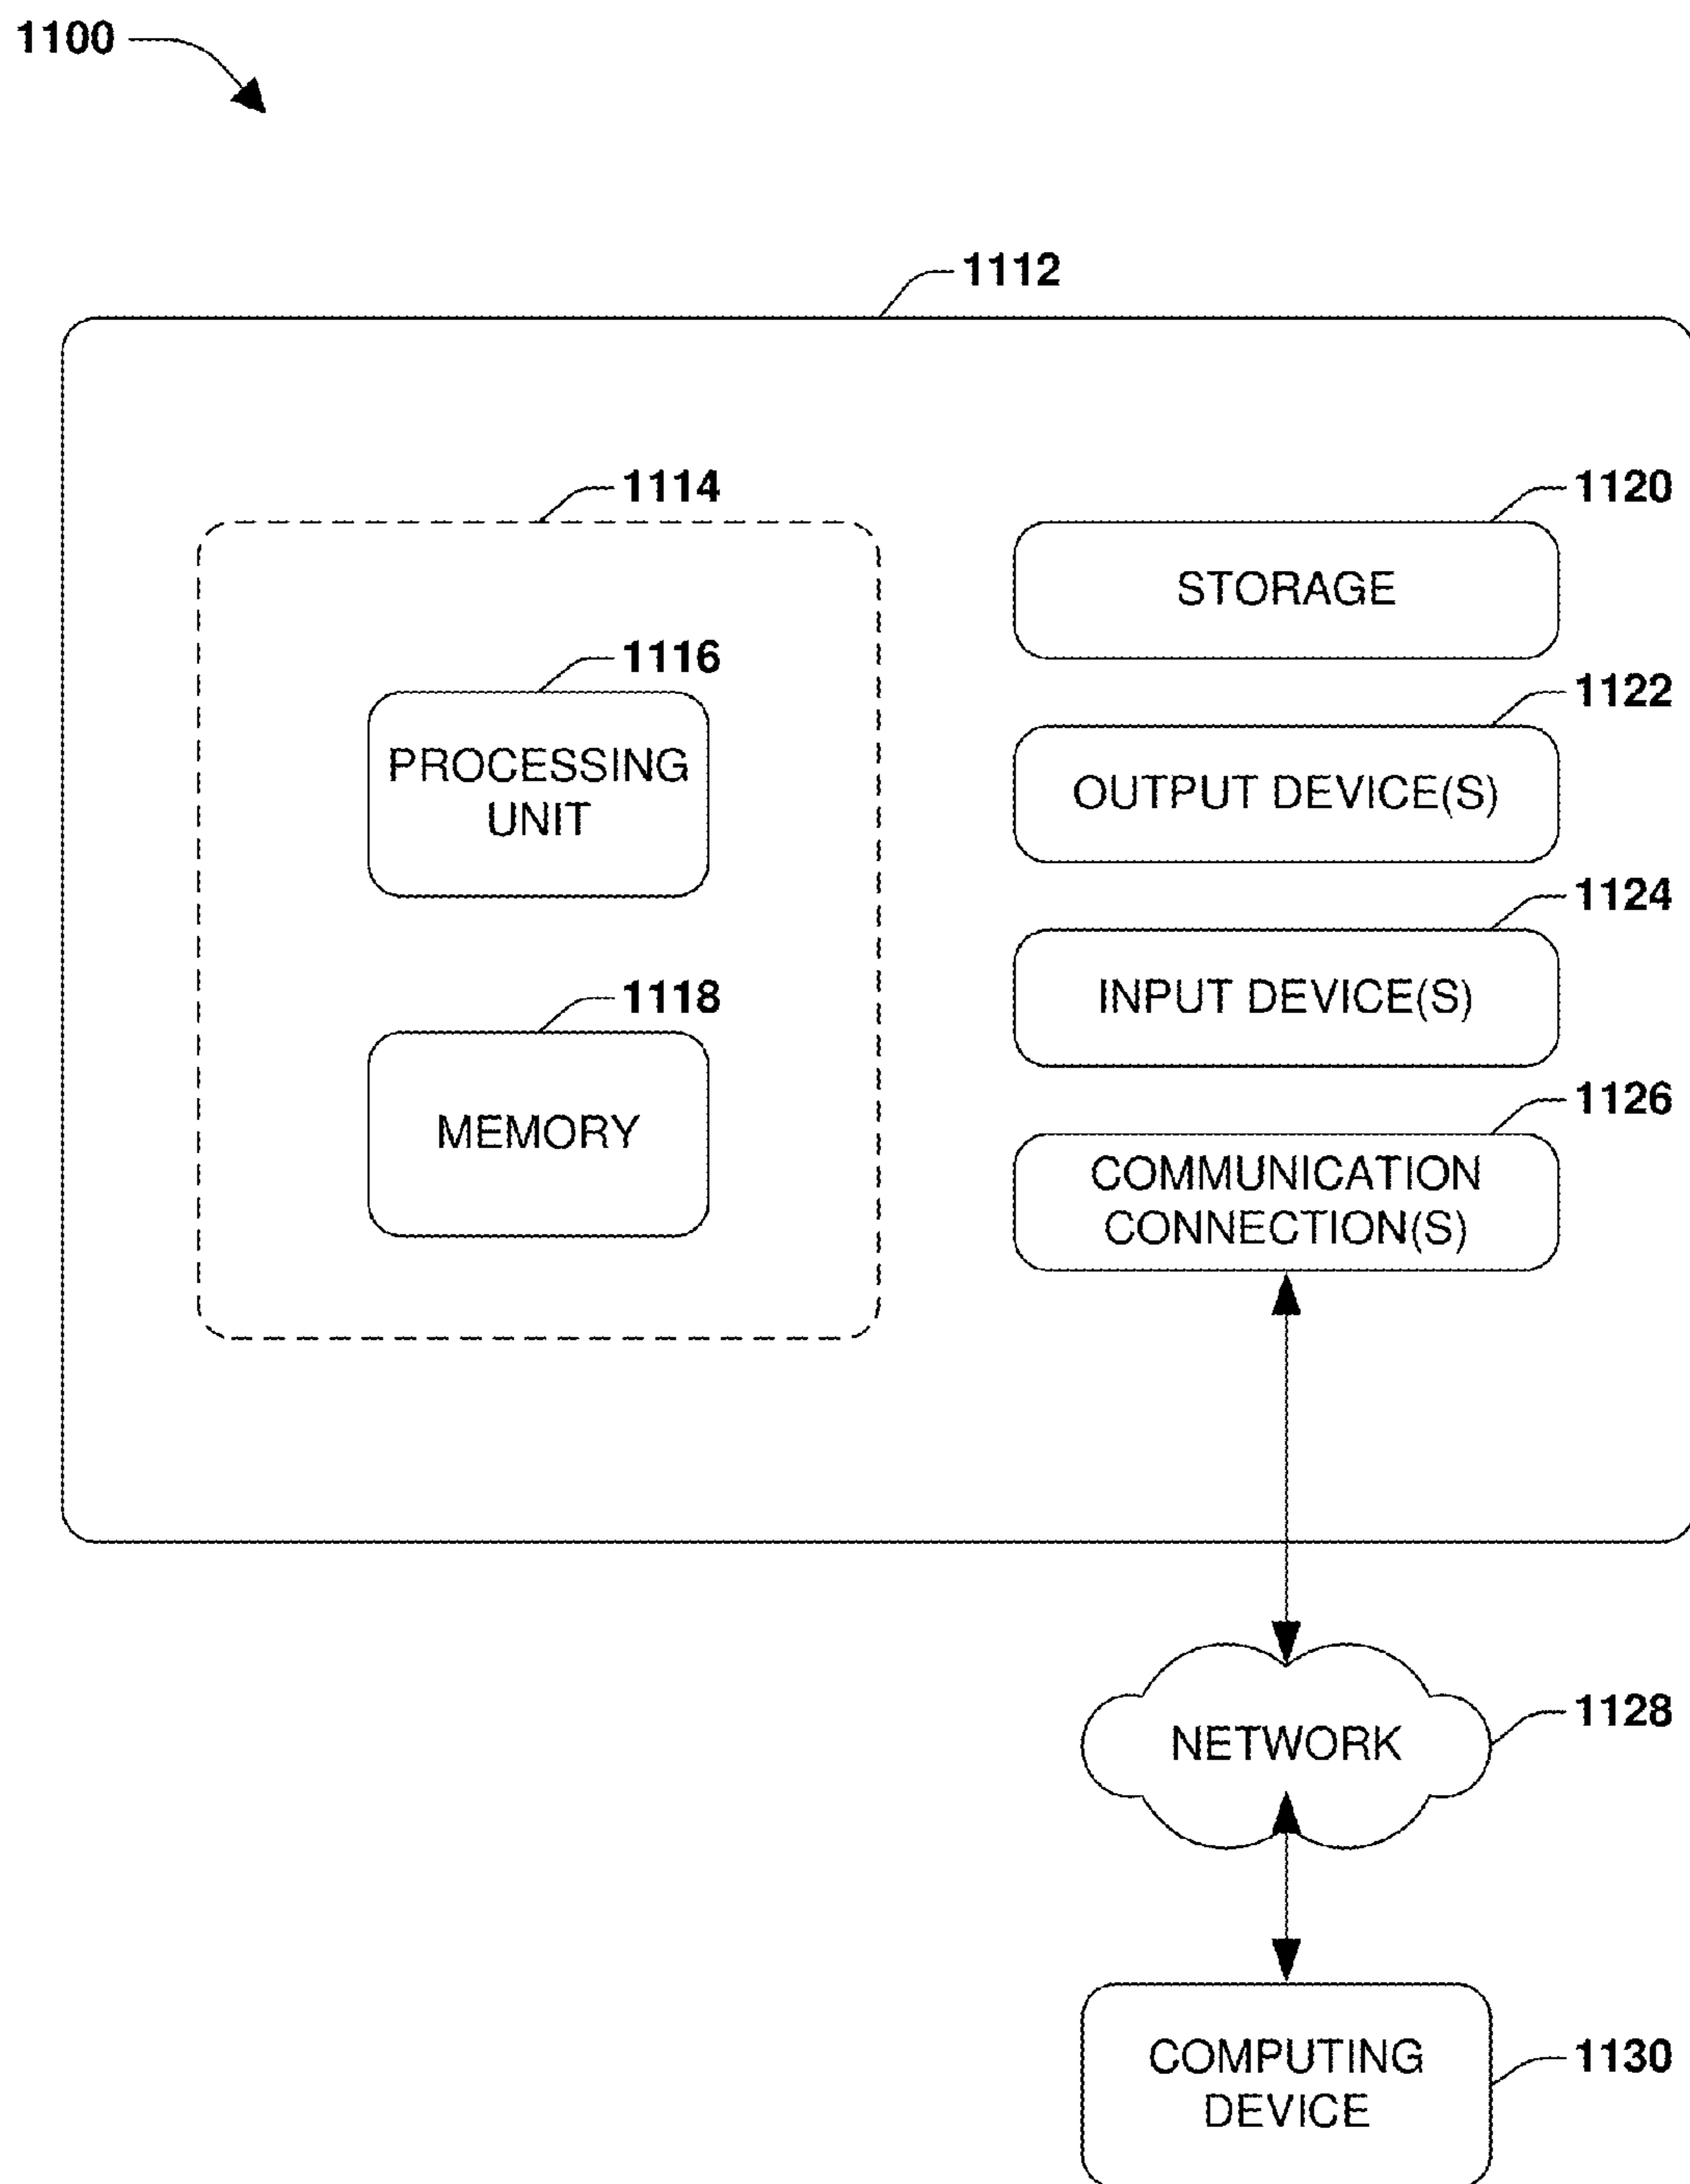 1100
1112
1114
1116
PROCESSING
UNIT
1118
MEMORY
1120
STORAGE
1122
OUTPUT DEVICE(S)
1124
INPUT DEVICE(S)
1126
COMMUNICATION
CONNECTION(S)
1128
NETWORK
1130
COMPUTING
DEVICE